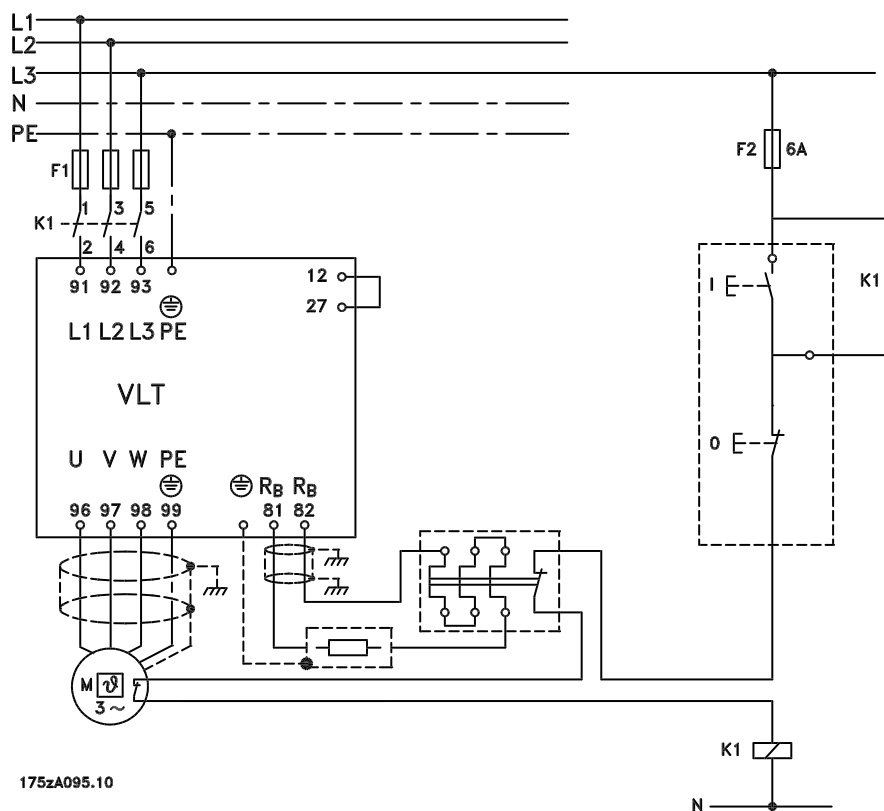 L1
L2
L3
N
PE
F1
F2 6A
1 3 5
K1
2 4 6
91 92 93
12
27
L1 L2 L3 PE
I
K1
VLT
O
U V W PE
RB RB
96 97 98 99 81 82
M ϑ
3 ~
K1
175zA095.10
N